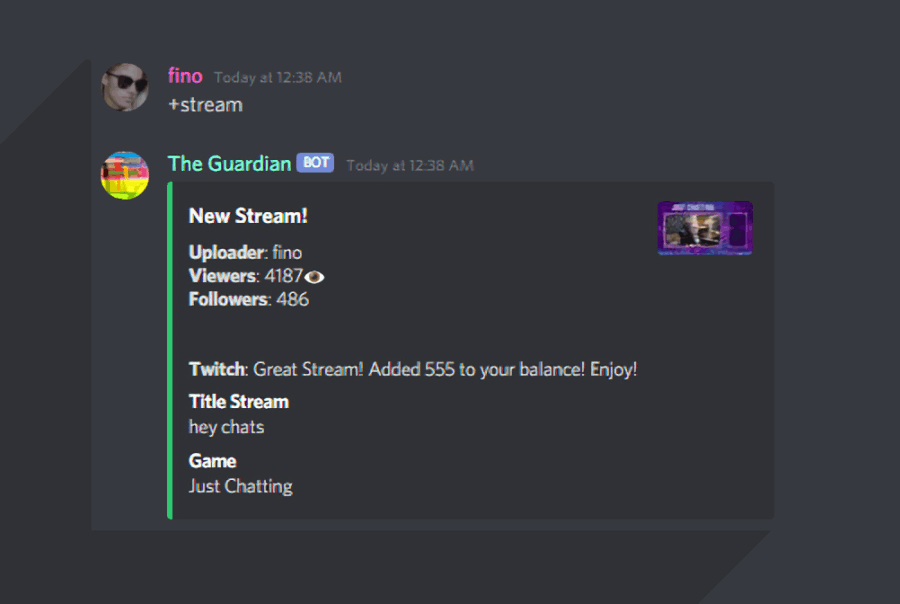 fino Today at 12:38 AM
+stream
The Guardian BOT Today at 12:38 AM
New Stream!
JUST CHATTING
Uploader: fino
Viewers: 4187👁
Followers: 486
Twitch: Great Stream! Added 555 to your balance! Enjoy!
Title Stream
hey chats
Game
Just Chatting